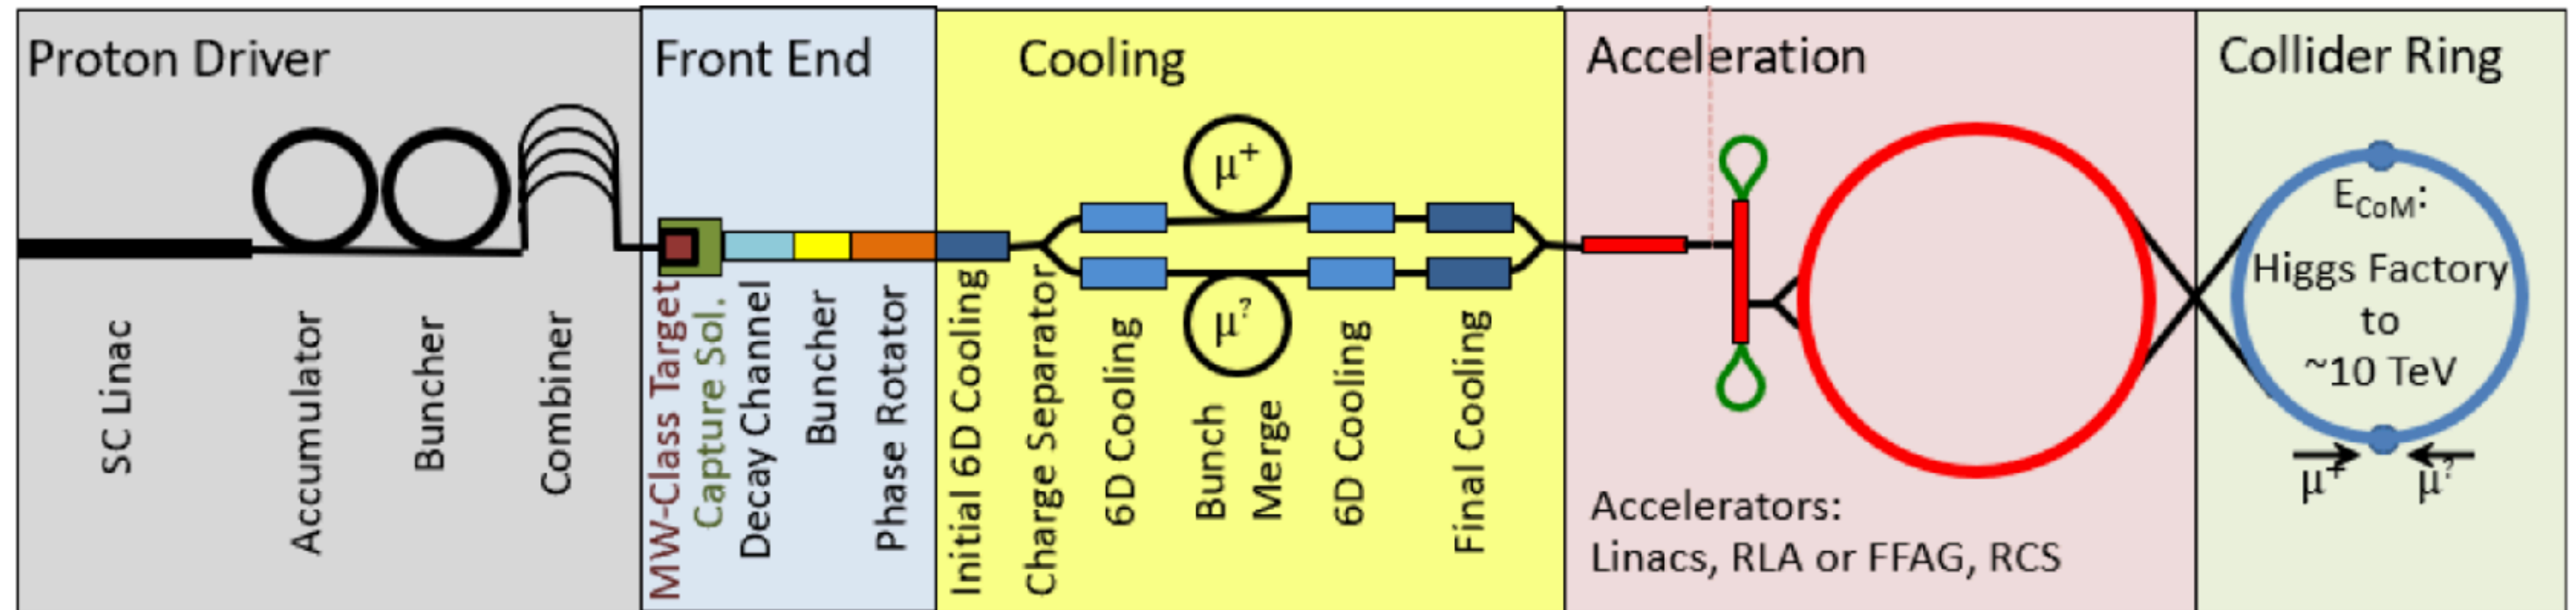 Proton Driver
SC Linac
Accumulator
Buncher
Combiner
Front End
MW-Class Target
Capture Sol.
Decay Channel
Buncher
Phase Rotator
Cooling
μ+
μ?
Initial 6D Cooling
Charge Separator
6D Cooling
Bunch
Merge
6D Cooling
Final Cooling
Acceleration
Accelerators:
Linacs, RLA or FFAG, RCS
Collider Ring
ECoM:
Higgs Factory
to
~10 TeV
μ+ μ?